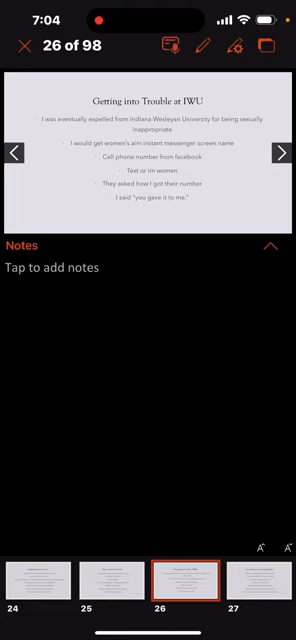 7:04
26 of 98
Getting into Trouble at IWU
I was eventually expelled from Indiana Wesleyan University for being sexually
inappropriate
I would get women's aim instant messenger screen name
Cell phone number from facebook
Text or im women
They asked how I got their number
I said "you gave it to me."
Notes
Tap to add notes
A A
24 25 26 27